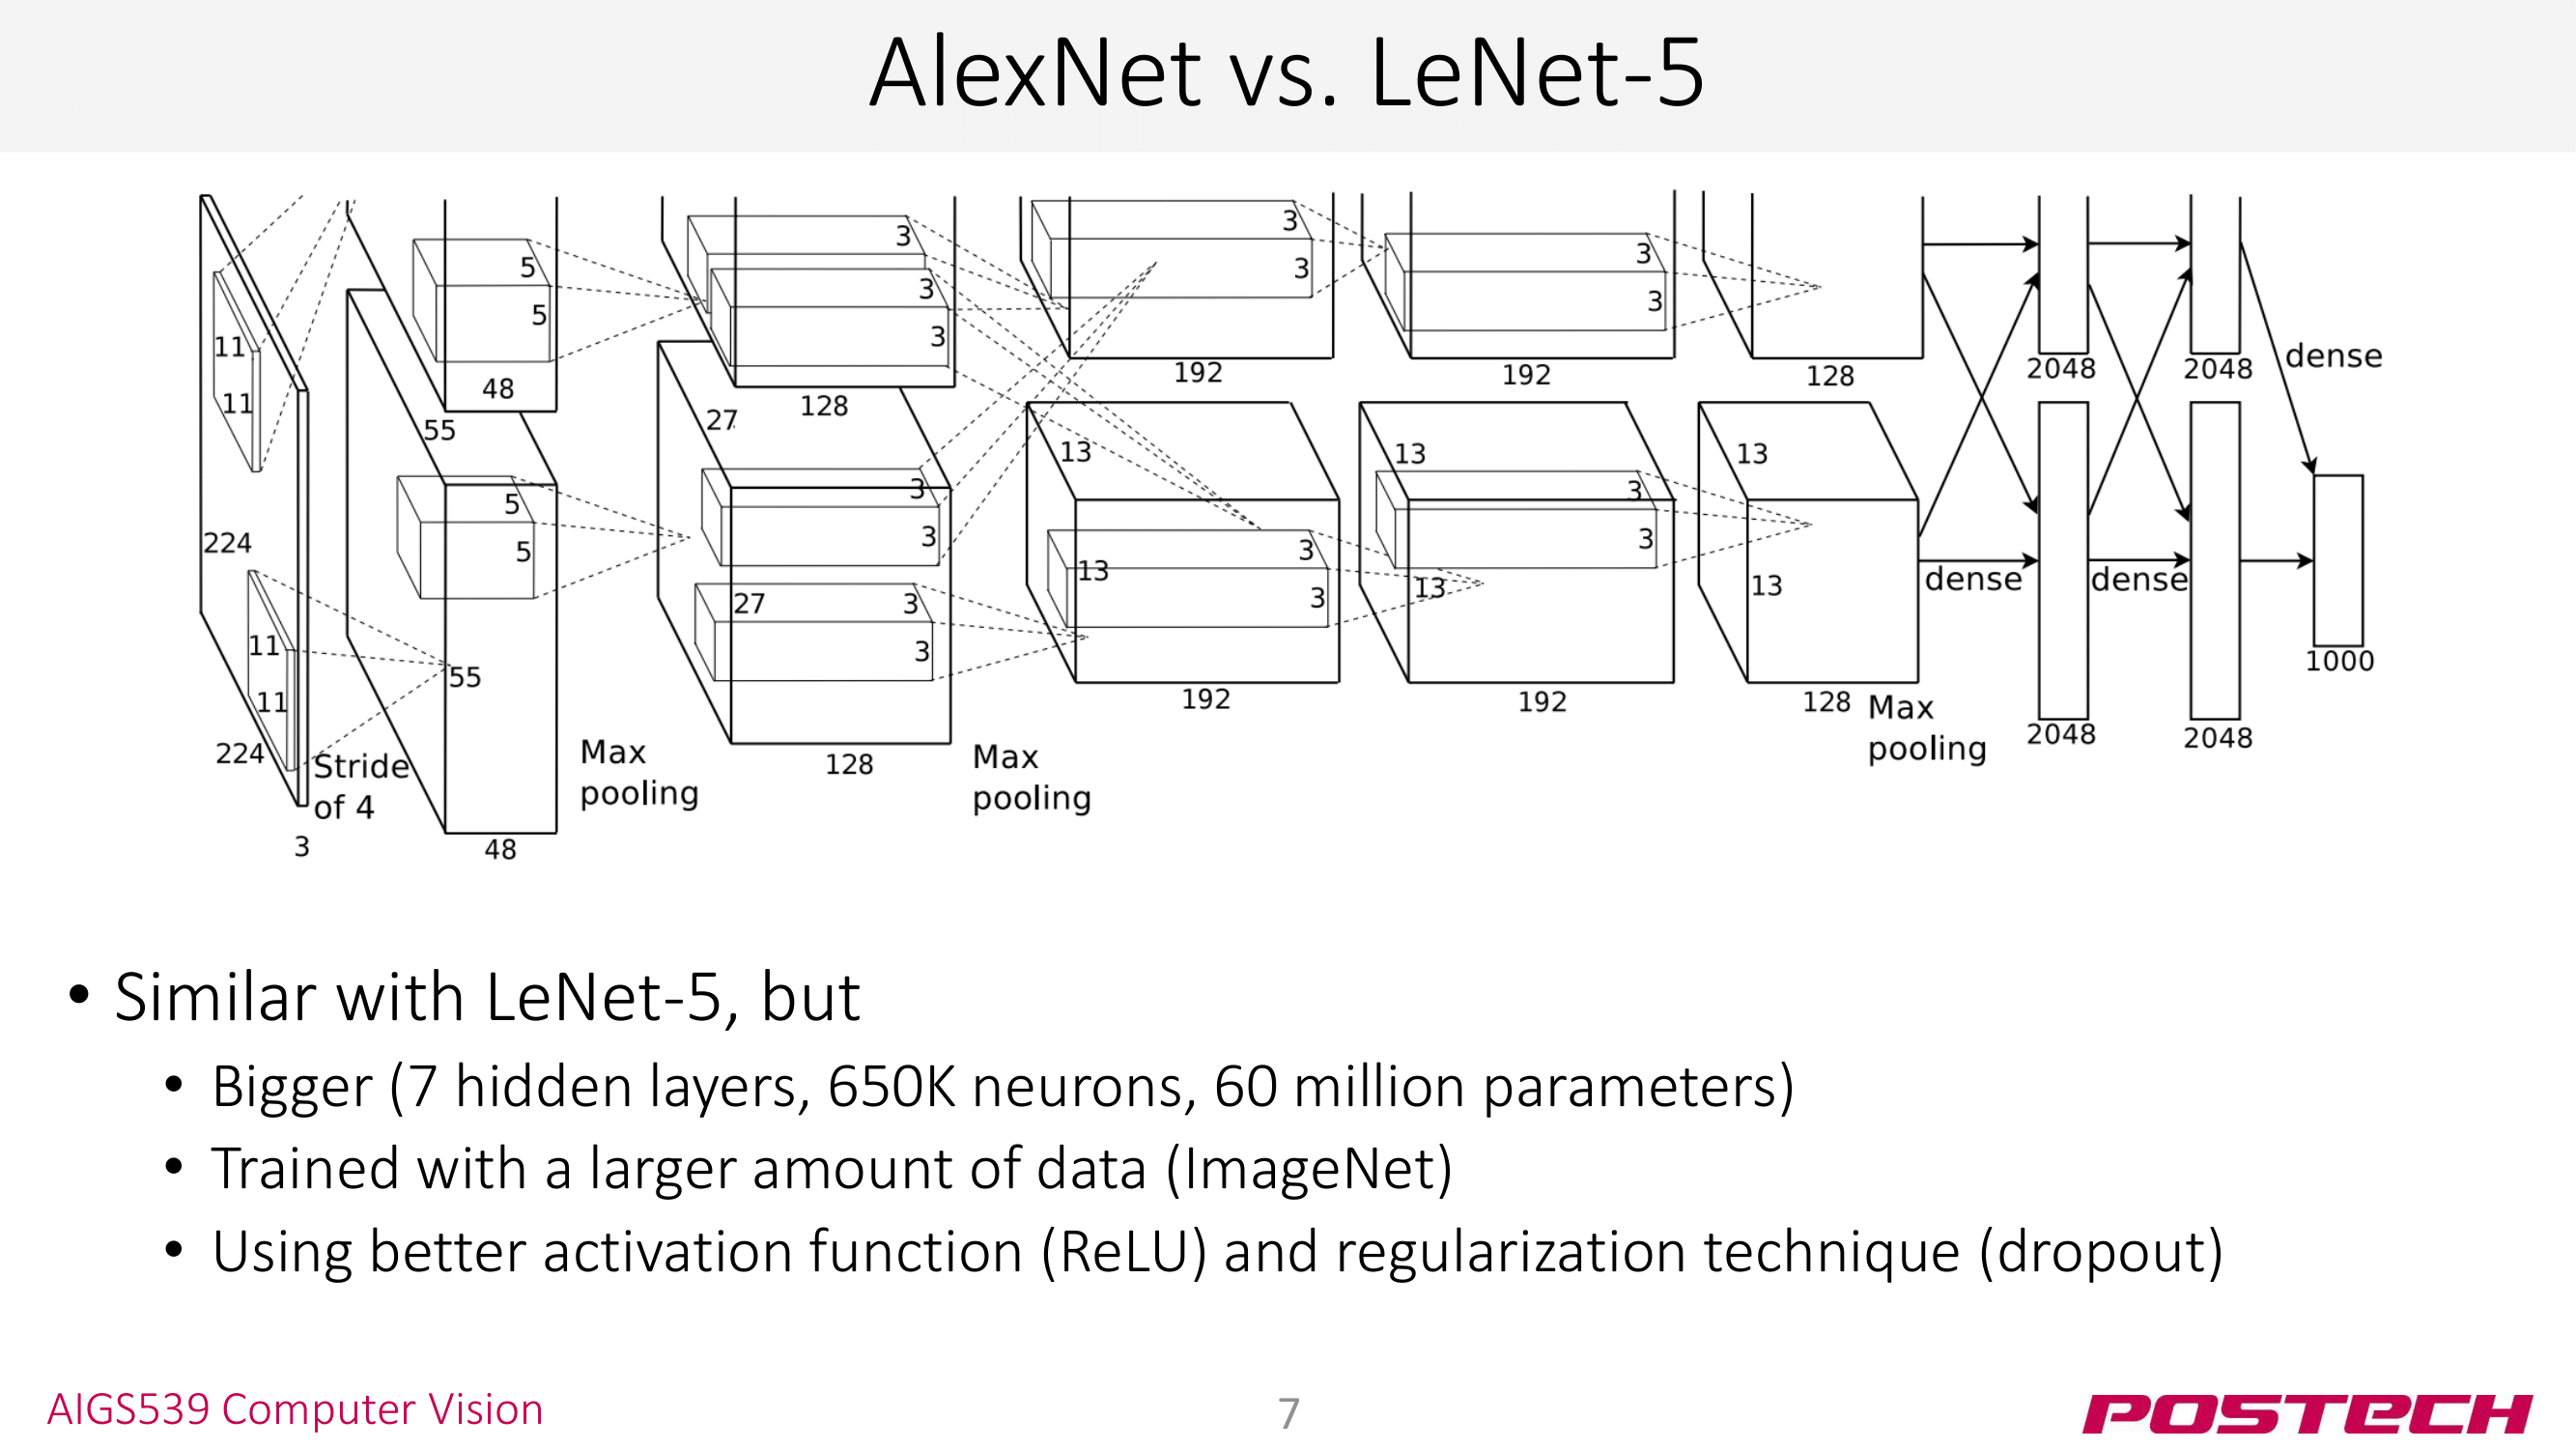 AlexNet vs. LeNet-5
11
11
224
11
11
224
Stride
of 4
3
5
5
48
55
5
5
55
48
Max
pooling
3
3
3
128
27
3
3
27
3
3
128
Max
pooling
3
3
192
13
3
13
3
192
3
3
192
13
3
3
13
192
128
13
13
128
Max
pooling
dense
2048
2048
dense
2048
2048
dense
1000
• Similar with LeNet-5, but
• Bigger (7 hidden layers, 650K neurons, 60 million parameters)
• Trained with a larger amount of data (ImageNet)
• Using better activation function (ReLU) and regularization technique (dropout)
AIGS539 Computer Vision
7
POSTECH